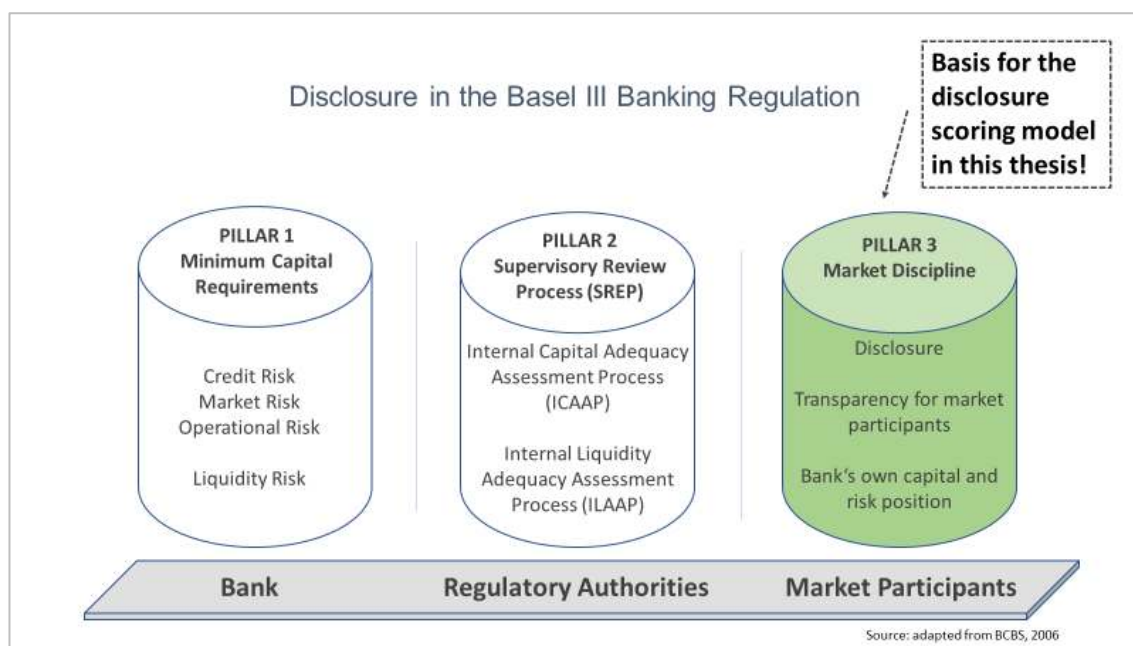 Disclosure in the Basel III Banking Regulation
Basis for the
disclosure
scoring model
in this thesis!
PILLAR 1
Minimum Capital
Requirements
Credit Risk
Market Risk
Operational Risk
Liquidity Risk
PILLAR 2
Supervisory Review
Process (SREP)
Internal Capital Adequacy
Assessment Process
(ICAAP)
Internal Liquidity
Adequacy Assessment
Process (ILAAP)
PILLAR 3
Market Discipline
Disclosure
Transparency for market
participants
Bank's own capital and
risk position
Bank
Regulatory Authorities
Market Participants
Source: adapted from BCBS, 2006